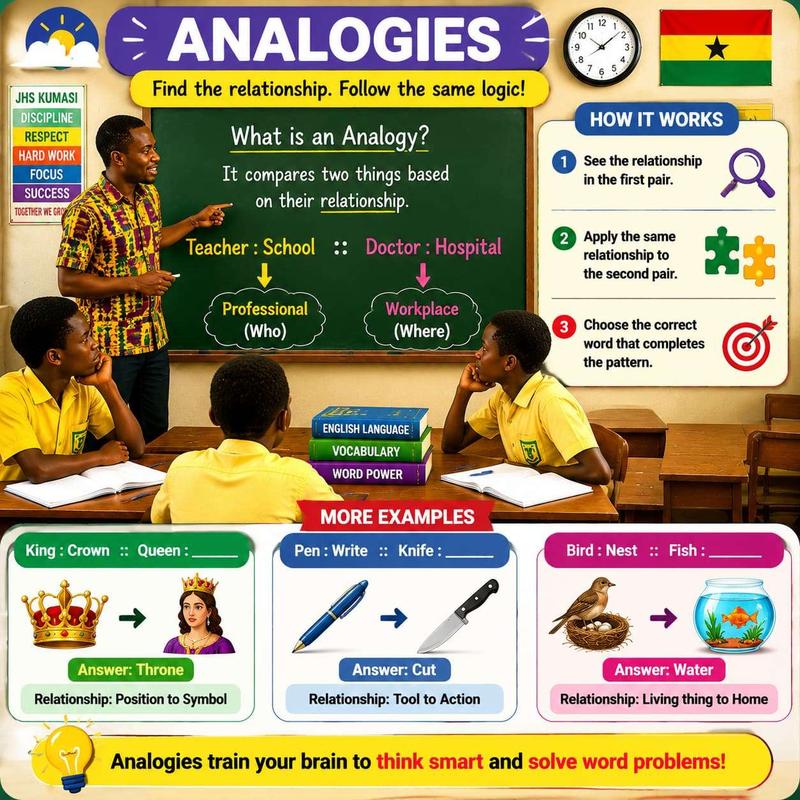 ANALOGIES
Find the relationship. Follow the same logic!
JHS KUMASI
DISCIPLINE
RESPECT
HARD WORK
FOCUS
SUCCESS
TOGETHER WE GROW
What is an Analogy?
It compares two things based
on their relationship.
Teacher : School :: Doctor : Hospital
Professional
(Who)
Workplace
(Where)
HOW IT WORKS
1 See the relationship
in the first pair.
2 Apply the same
relationship to
the second pair.
3 Choose the correct
word that completes
the pattern.
ENGLISH LANGUAGE
VOCABULARY
WORD POWER
MORE EXAMPLES
King : Crown :: Queen : ______
Answer: Throne
Relationship: Position to Symbol
Pen : Write :: Knife : ______
Answer: Cut
Relationship: Tool to Action
Bird : Nest :: Fish : ______
Answer: Water
Relationship: Living thing to Home
Analogies train your brain to think smart and solve word problems!